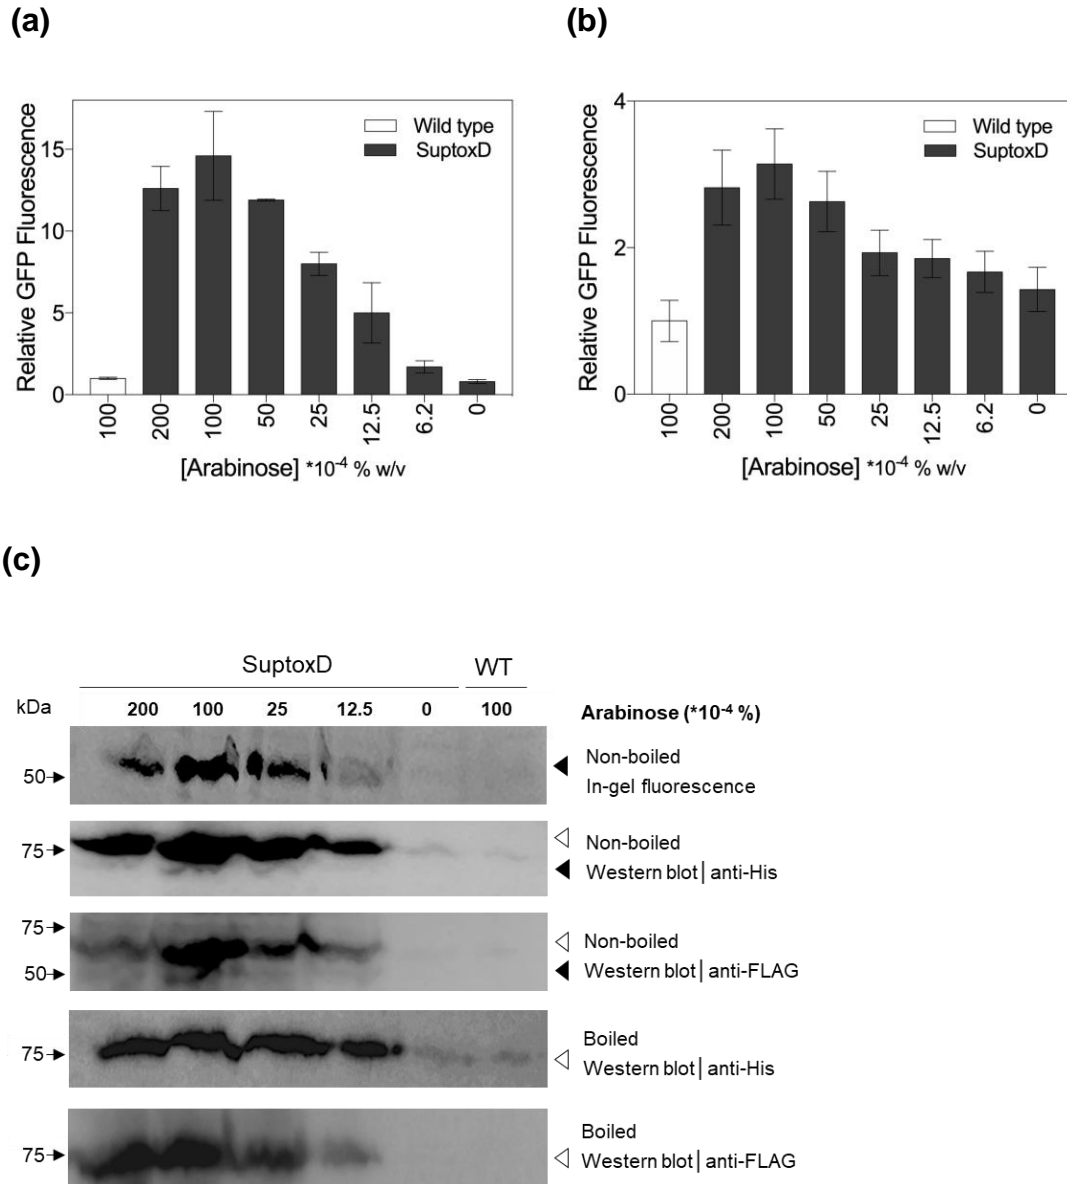 (a)
Relative GFP Fluorescence
15
10
5
0
Wild type
SuptoxD
100 200 100 50 25 12.5 6.2 0
[Arabinose] *10⁻⁴ % w/v
(b)
Relative GFP Fluorescence
4
2
0
Wild type
SuptoxD
100 200 100 50 25 12.5 6.2 0
[Arabinose] *10⁻⁴ % w/v
(c)
SuptoxD WT
kDa 200 100 25 12.5 0 100 Arabinose (*10⁻⁴ %)
Non-boiled
50 In-gel fluorescence
75 Non-boiled
Western blot| anti-His
75 Non-boiled
50 Western blot| anti-FLAG
Boiled
75 Western blot| anti-His
Boiled
75 Western blot| anti-FLAG